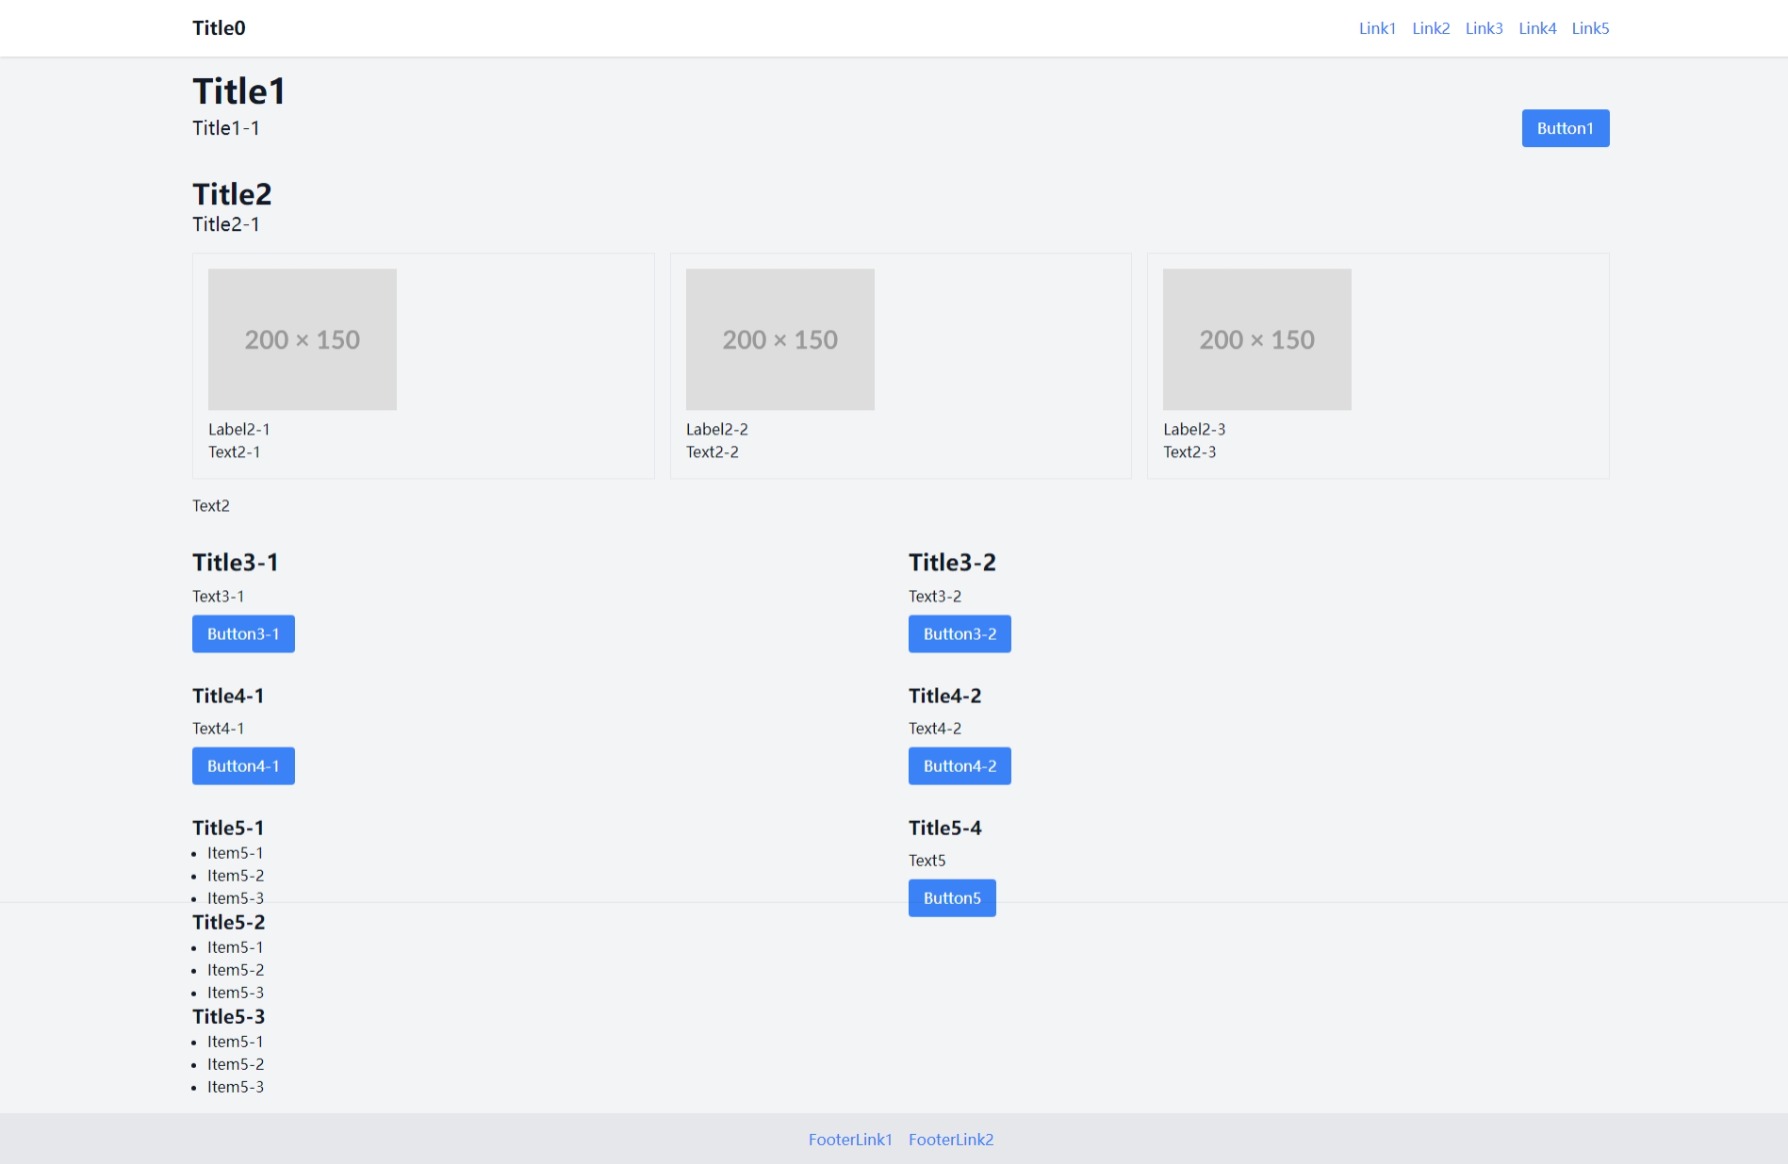 Title0
Link1 Link2 Link3 Link4 Link5
Title1
Title1-1
Button1
Title2
Title2-1
200 × 150
Label2-1
Text2-1
200 × 150
Label2-2
Text2-2
200 × 150
Label2-3
Text2-3
Text2
Title3-1
Text3-1
Button3-1
Title3-2
Text3-2
Button3-2
Title4-1
Text4-1
Button4-1
Title4-2
Text4-2
Button4-2
Title5-1
Item5-1
Item5-2
Item5-3
Title5-2
Item5-1
Item5-2
Item5-3
Title5-3
Item5-1
Item5-2
Item5-3
Title5-4
Text5
Button5
FooterLink1 FooterLink2